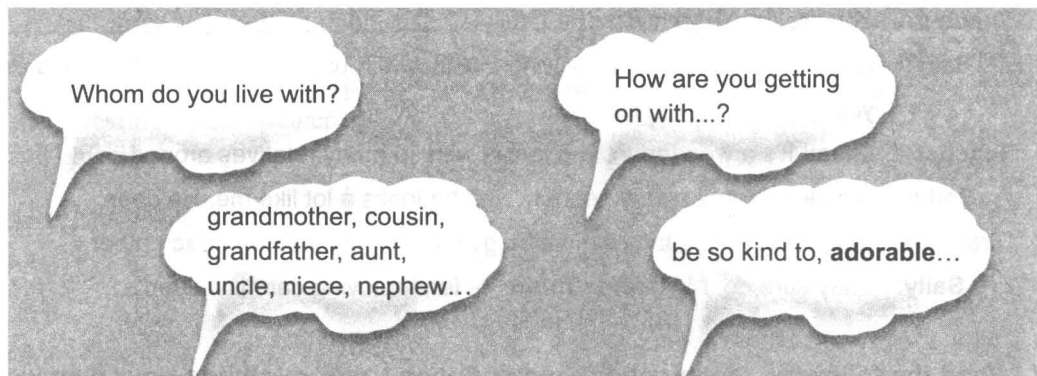 Whom do you live with?
How are you getting
on with...?
grandmother, cousin,
grandfather, aunt,
uncle, niece, nephew...
be so kind to, adorable...